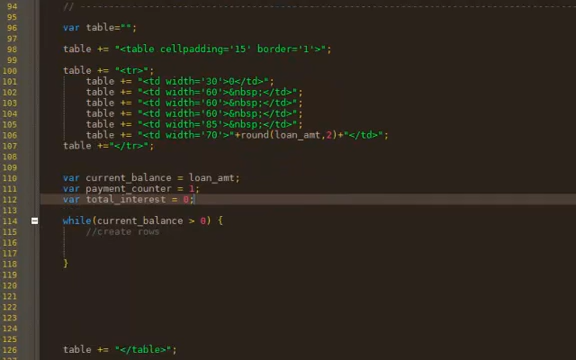 94 // ------------------------------------------------------------
95
96 var table="";
97
98 table += "<table cellpadding='15' border='1'>";
99
100 table += "<tr>";
101 table += "<td width='30'>0</td>";
102 table += "<td width='60'>&nbsp;</td>";
103 table += "<td width='60'>&nbsp;</td>";
104 table += "<td width='60'>&nbsp;</td>";
105 table += "<td width='85'>&nbsp;</td>";
106 table += "<td width='70'>"+round(loan_amt,2)+"</td>";
107 table +="</tr>";
108
109
110 var current_balance = loan_amt;
111 var payment_counter = 1;
112 var total_interest = 0;
113
114 while(current_balance > 0) {
115 //create rows
116
117
118 }
119
120
121
122
123
124
125
126 table += "</table>";